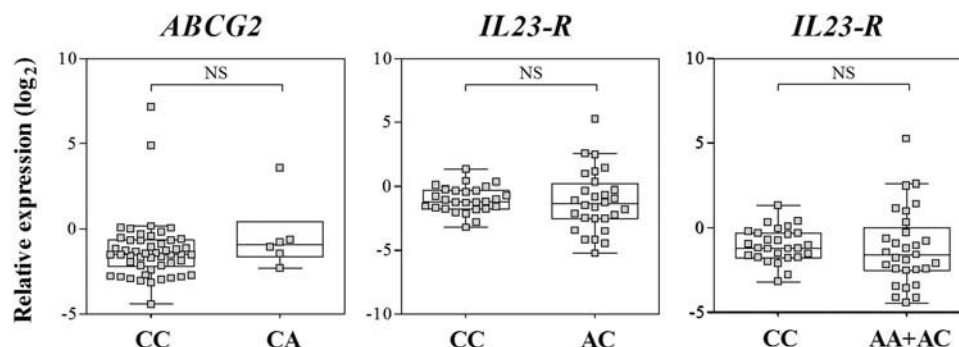 ABCG2
IL23-R
IL23-R
Relative expression (log2)
10
5
0
-5
NS
CC
CA
10
5
0
-5
-10
NS
CC
AC
10
5
0
-5
NS
CC
AA+AC